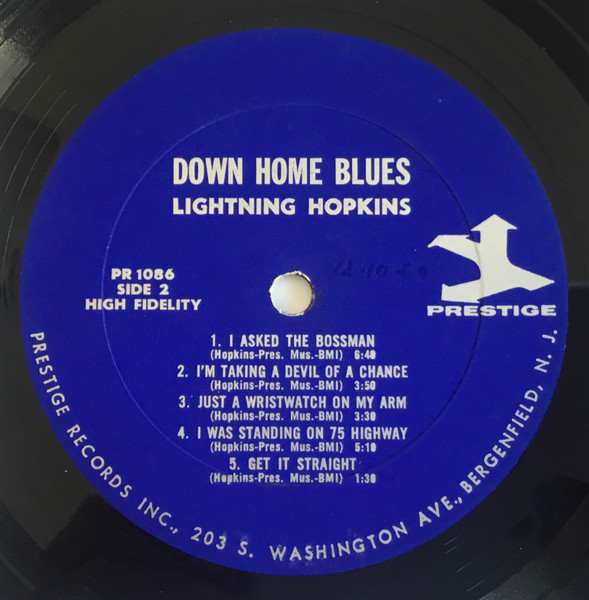 DOWN HOME BLUES
LIGHTNING HOPKINS
PR 1086
SIDE 2
HIGH FIDELITY
PRESTIGE
1. I ASKED THE BOSSMAN
(Hopkins-Pres. Mus.-BMI) 6:40
2. I'M TAKING A DEVIL OF A CHANCE
(Hopkins-Pres. Mus.-BMI) 3:50
3. JUST A WRISTWATCH ON MY ARM
(Hopkins-Pres. Mus.-BMI) 3:30
4. I WAS STANDING ON 75 HIGHWAY
(Hopkins-Pres. Mus.-BMI) 5:10
5. GET IT STRAIGHT
(Hopkins-Pres. Mus.-BMI) 1:30
PRESTIGE RECORDS INC., 203 S. WASHINGTON AVE., BERGENFIELD, N. J.